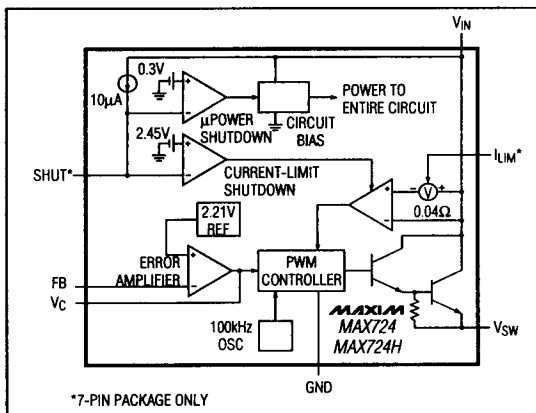 VIN
0.3V
10µA
µPOWER
SHUTDOWN
CIRCUIT
BIAS
POWER TO
ENTIRE CIRCUIT
2.45V
SHUT*
CURRENT-LIMIT
SHUTDOWN
ILIM*
V
0.04Ω
2.21V
REF
ERROR
AMPLIFIER
FB
VC
PWM
CONTROLLER
100kHz
OSC
MAXIM
MAX724
MAX724H
VSW
GND
*7-PIN PACKAGE ONLY